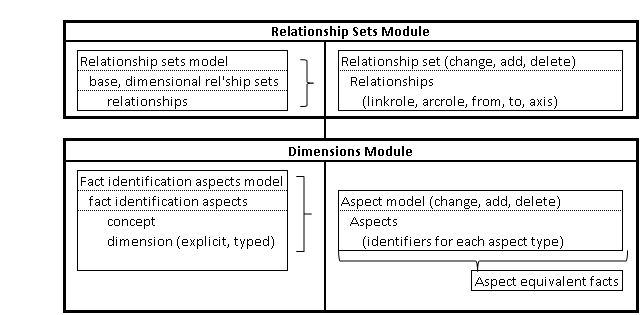 Relationship Sets Module
Relationship sets model
base, dimensional rel'ship sets
relationships
Relationship set (change, add, delete)
Relationships
(linkrole, arcrole, from, to, axis)
Dimensions Module
Fact identification aspects model
fact identification aspects
concept
dimension (explicit, typed)
Aspect model (change, add, delete)
Aspects
(identifiers for each aspect type)
Aspect equivalent facts